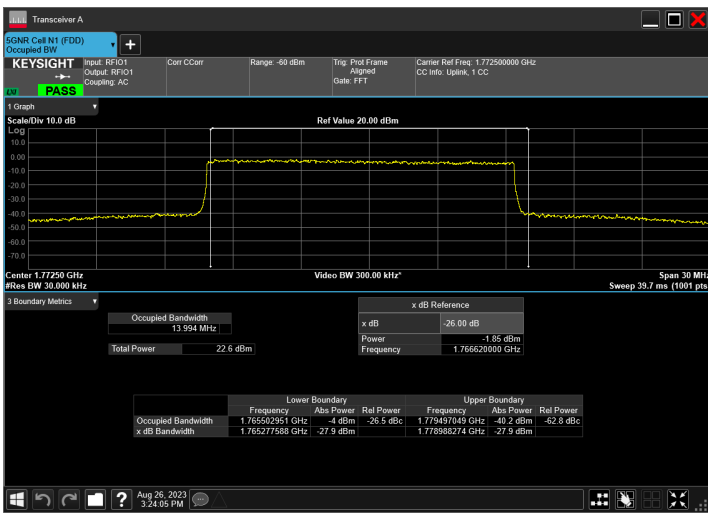 Transceiver A
5GNR Cell N1 (FDD)
Occupied BW
KEYSIGHT
PASS
Input: RFIO1
Output: RFIO1
Coupling: AC
Corr CCorr
Range: -60 dBm
Trig: Prot Frame
Aligned
Gate: FFT
Carrier Ref Freq: 1.772500000 GHz
CC Info: Uplink, 1 CC
1 Graph
Scale/Div 10.0 dB
Ref Value 20.00 dBm
Log
10.0
0.00
-10.0
-20.0
-30.0
-40.0
-50.0
-60.0
-70.0
Center 1.77250 GHz
Video BW 300.00 kHz*
Span 30 MHz
#Res BW 30.000 kHz
Sweep 39.7 ms (1001 pts
3 Boundary Metrics
Occupied Bandwidth
13.994 MHz
Total Power 22.6 dBm
x dB Reference
x dB -26.00 dB
Power -1.85 dBm
Frequency 1.766620000 GHz
Lower Boundary Upper Boundary
Frequency Abs Power Rel Power Frequency Abs Power Rel Power
Occupied Bandwidth 1.765502951 GHz -4 dBm -26.5 dBc 1.779497049 GHz -40.2 dBm -62.8 dBc
x dB Bandwidth 1.765277588 GHz -27.9 dBm 1.778988274 GHz -27.9 dBm
Aug 26, 2023
3:24:05 PM